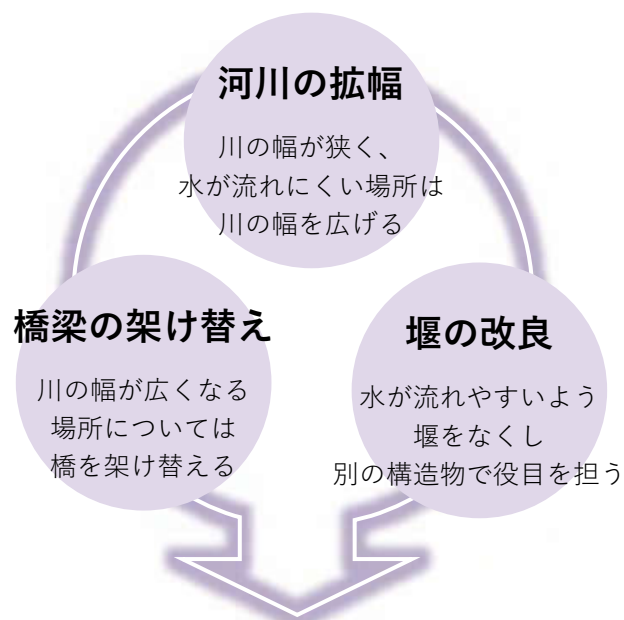 河川の拡幅
川の幅が狭く、
水が流れにくい場所は
川の幅を広げる
橋梁の架け替え
川の幅が広くなる
場所については
橋を架け替える
堰の改良
水が流れやすいよう
堰をなくし
別の構造物で役目を担う